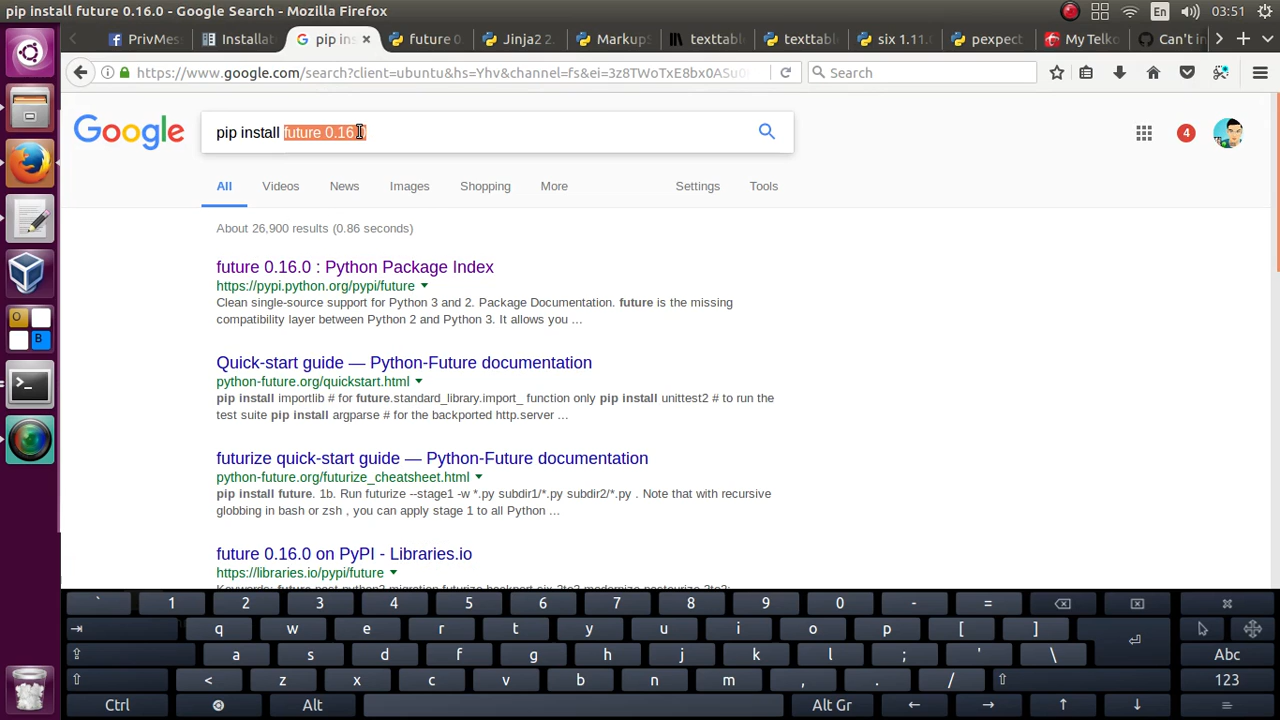 pip install future 0.16.0 - Google Search - Mozilla Firefox
En
03:51
PrivMes
Installat
pip ins
future 0
Jinja2 2.
MarkupS
texttable
texttab
six 1.11.
pexpect
My Telko
Can't in
https://www.google.com/search?client=ubuntu&hs=Yhv&channel=fs&ei=3z8TWoTxE8bx0ASu0
Search
Google
pip install future 0.16.0
4
All
Videos
News
Images
Shopping
More
Settings
Tools
About 26,900 results (0.86 seconds)
future 0.16.0 : Python Package Index
https://pypi.python.org/pypi/future
Clean single-source support for Python 3 and 2. Package Documentation. future is the missing
compatibility layer between Python 2 and Python 3. It allows you ...
Quick-start guide — Python-Future documentation
python-future.org/quickstart.html
pip install importlib # for future.standard_library.import_ function only pip install unittest2 # to run the
test suite pip install argparse # for the backported http.server ...
futurize quick-start guide — Python-Future documentation
python-future.org/futurize_cheatsheet.html
pip install future. 1b. Run futurize --stage1 -w *.py subdir1/*.py subdir2/*.py . Note that with recursive
globbing in bash or zsh , you can apply stage 1 to all Python ...
future 0.16.0 on PyPI - Libraries.io
https://libraries.io/pypi/future
` 1 2 3 4 5 6 7 8 9 0 - =
q w e r t y u i o p [ ]
a s d f g h j k l ; ' \ Abc
< z x c v b n m , . / 123
Ctrl Alt Alt Gr